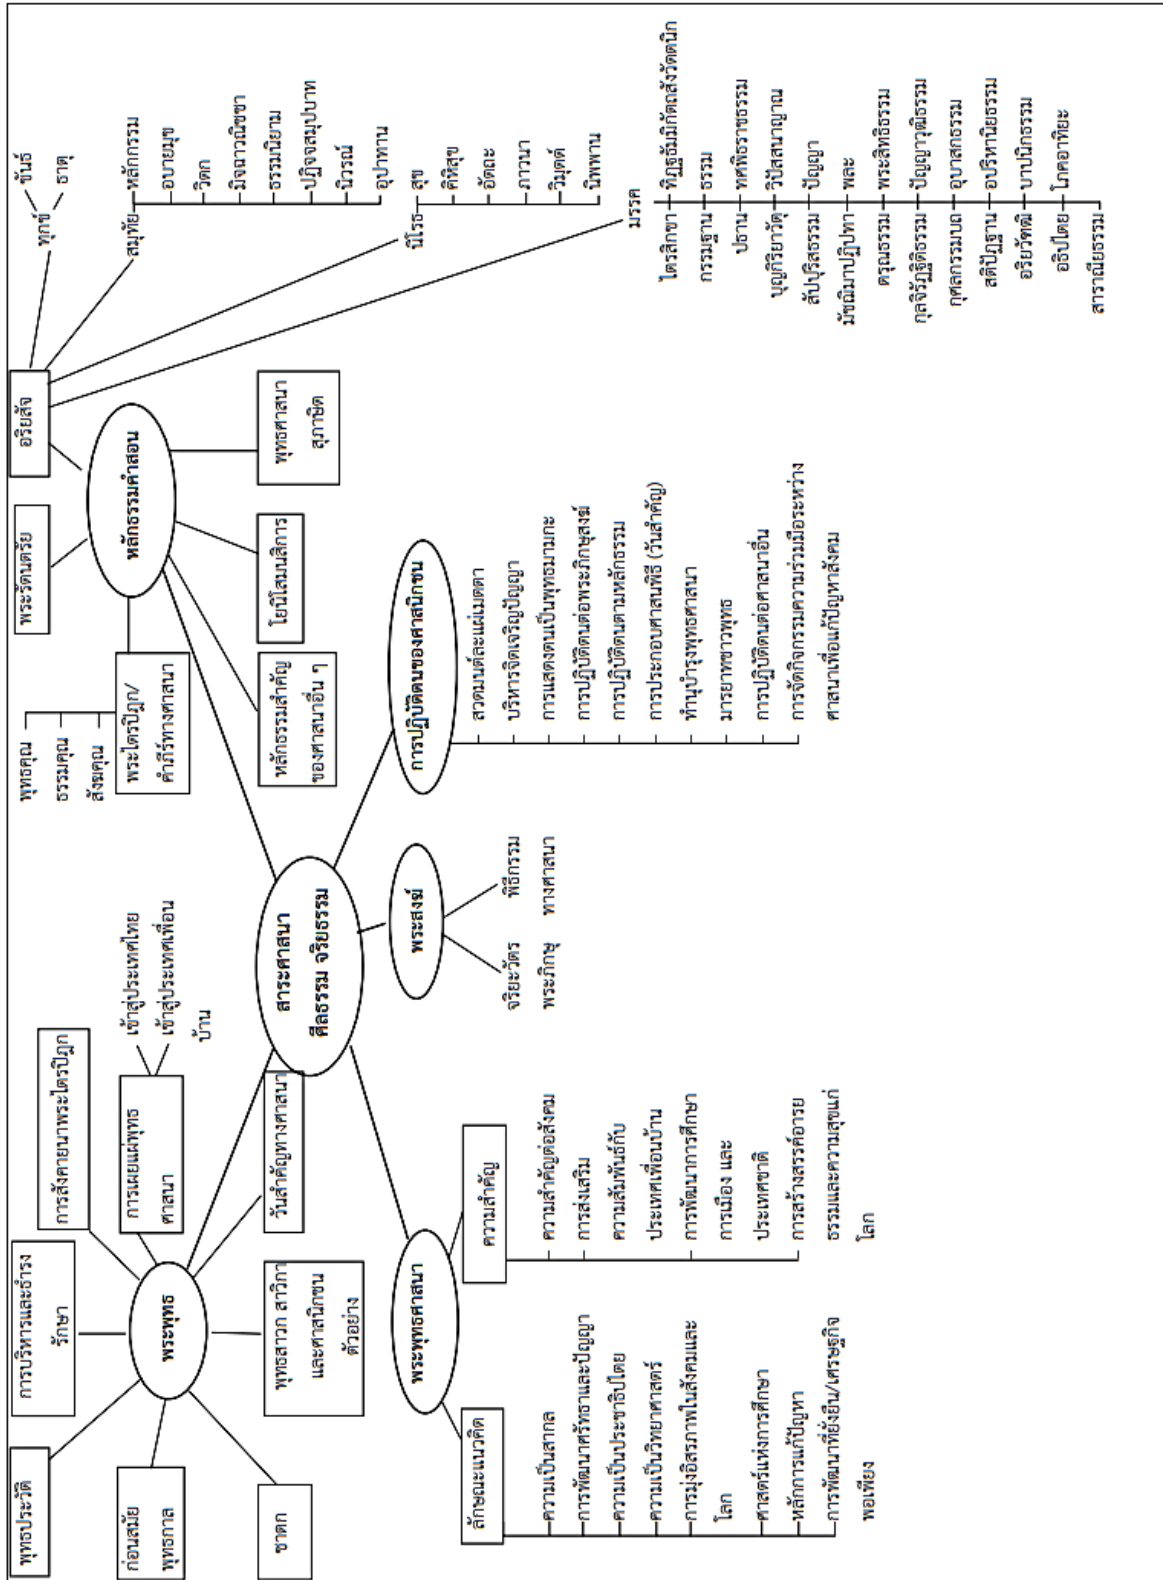 พุทธประวัติ
การบริหารและธำรง
รักษา
การสังคายนาพระไตรปิฎก
ก่อนสมัย
พุทธกาล
พระพุทธ
การเผยแผ่พุทธ
ศาสนา
เข้าสู่ประเทศไทย
เข้าสู่ประเทศเพื่อน
บ้าน
ชาดก
พุทธสาวก สาวิกา
และศาสนิกชน
ตัวอย่าง
วันสำคัญทางศาสนา
สาระศาสนา
ศีลธรรม จริยธรรม
พุทธคุณ
ธรรมคุณ
สังฆคุณ
พระไตรปิฎก/
คำภีร์ทางศาสนา
พระรัตนตรัย
อริยสัจ
หลักธรรมคำสอน
หลักธรรมสำคัญ
ของศาสนาอื่น ๆ
โยนิโสมนสิการ
พุทธศาสนา
สุภาษิต
ทุกข์
ขันธ์
ธาตุ
สมุทัย
หลักกรรม
อบายมุข
วิตก
มิจฉาวณิชชา
ธรรมนิยาม
ปฏิจจสมุปบาท
นิวรณ์
อุปาทาน
นิโรธ
สุข
คิหิสุข
อัตถะ
ภาวนา
วิมุตต์
นิพพาน
มรรค
ไตรสิกขา
ทิฏฐธัมมิกัตถสังวัตตนิก
กรรมฐาน
ธรรม
ปธาน
ทศพิธราชธรรม
บุญกิริยาวัตุ
วิปัสสนาญาณ
สัปปุริสธรรม
ปัญญา
มัชฌิมาปฏิปทา
พละ
ดรุณธรรม
พระสิทธิธรรม
กุลจิรัฏฐิติธรรม
ปัญญาวุฒิธรรม
กุศลกรรมบถ
อุบาสกธรรม
สติปัฏฐาน
อปริหานิยธรรม
อริยวัฑฒิ
บาปนิกธรรม
อธิปไตย
โภคอาทิยะ
สาราณียธรรม
พระพุทธศาสนา
ลักษณะแนวคิด
ความเป็นสากล
การพัฒนาศรัทธาและปัญญา
ความเป็นประชาธิปไตย
ความเป็นวิทยาศาสตร์
การมุ่งอิสรภาพในสังคมและ
โลก
ศาสตร์แห่งการศึกษา
หลักการแก้ปัญหา
การพัฒนาที่ยั่งยืน/เศรษฐกิจ
พอเพียง
ความสำคัญ
ความสำคัญต่อสังคม
การส่งเสริม
ความสัมพันธ์กับ
ประเทศเพื่อนบ้าน
การพัฒนาการศึกษา
การเมือง และ
ประเทศชาติ
การสร้างสรรค์อารย
ธรรมและความสุขแก่
โลก
พระสงฆ์
จริยะวัตร
พระภิกษุ
พิธีกรรม
ทางศาสนา
การปฏิบัติตนของศาสนิกชน
สวดมนต์และแผ่เมตตา
บริหารจิตเจริญปัญญา
การแสดงตนเป็นพุทธมามกะ
การปฏิบัติตนต่อพระภิกษุสงฆ์
การปฏิบัติตนตามหลักธรรม
การประกอบศาสนพิธี (วันสำคัญ)
ทำนุบำรุงพุทธศาสนา
มารยาทชาวพุทธ
การปฏิบัติตนต่อศาสนาอื่น
การจัดกิจกรรมความร่วมมือระหว่าง
ศาสนาเพื่อแก้ปัญหาสังคม